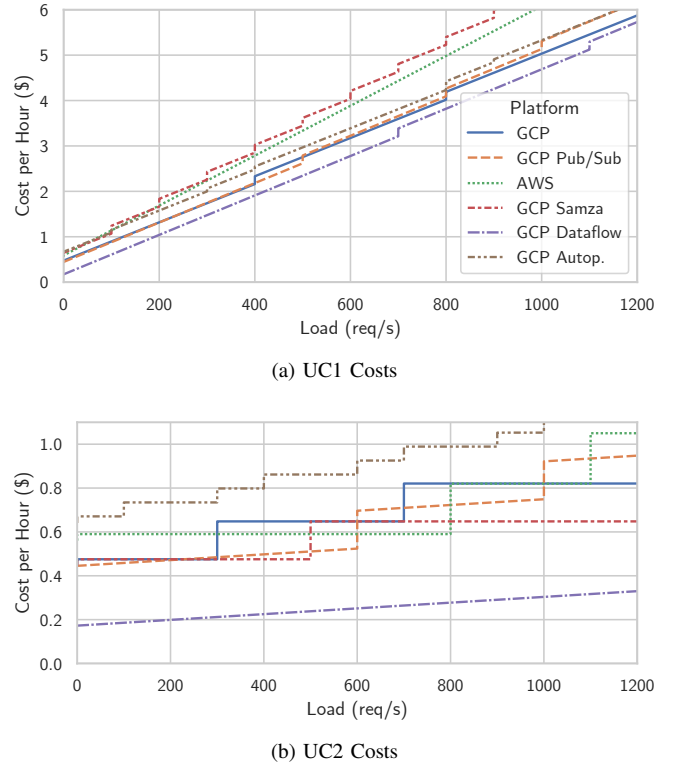 6
5
4
3
2
1
0
Cost per Hour ($)
Platform
GCP
GCP Pub/Sub
AWS
GCP Samza
GCP Dataflow
GCP Autop.
0 200 400 600 800 1000 1200
Load (req/s)
(a) UC1 Costs
1.0
0.8
0.6
0.4
0.2
0.0
Cost per Hour ($)
0 200 400 600 800 1000 1200
Load (req/s)
(b) UC2 Costs